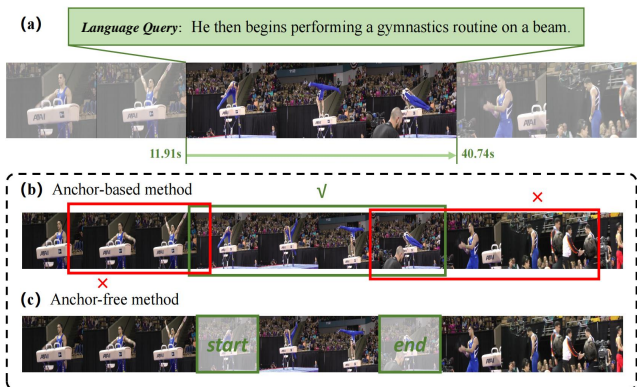 (a)
Language Query: He then begins performing a gymnastics routine on a beam.
11.91s
40.74s
(b) Anchor-based method
√
×
×
(c) Anchor-free method
start
end